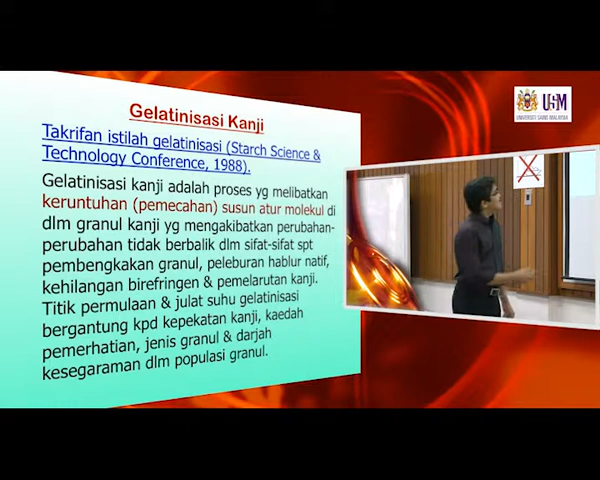 Gelatinisasi Kanji
Takrifan istilah gelatinisasi (Starch Science &
Technology Conference, 1988).
Gelatinisasi kanji adalah proses yg melibatkan
keruntuhan (pemecahan) susun atur molekul di
dlm granul kanji yg mengakibatkan perubahan-
perubahan tidak berbalik dlm sifat-sifat spt
pembengkakan granul, peleburan hablur natif,
kehilangan birefringen & pemelarutan kanji.
Titik permulaan & julat suhu gelatinisasi
bergantung kpd kepekatan kanji, kaedah
pemerhatian, jenis granul & darjah
kesegaraman dlm populasi granul.
USM
UNIVERSITI SAINS MALAYSIA